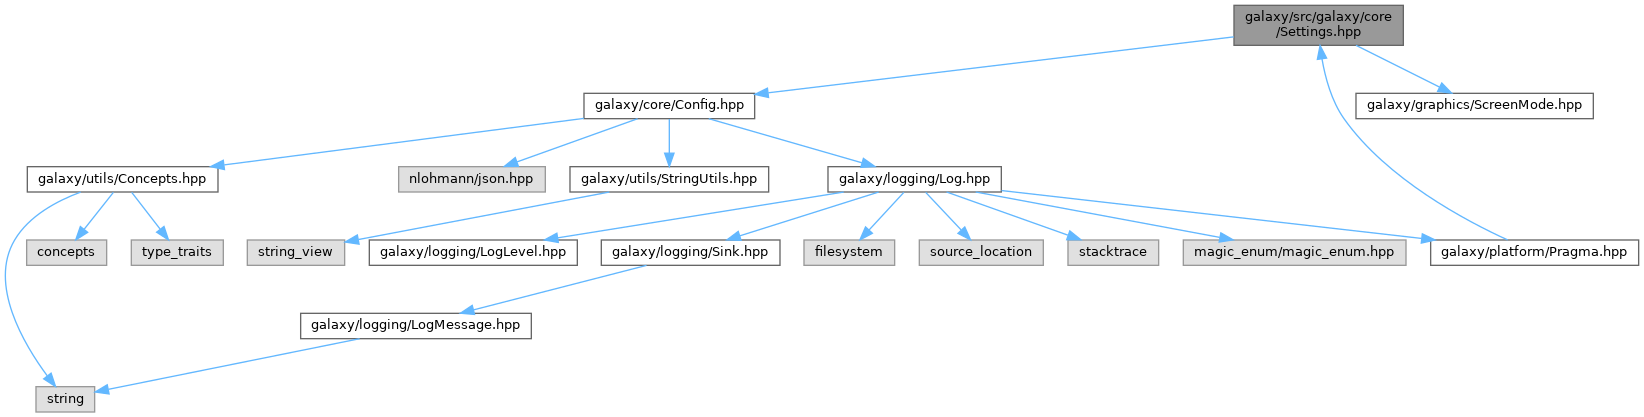 galaxy/src/galaxy/core
/Settings.hpp
galaxy/core/Config.hpp
galaxy/graphics/ScreenMode.hpp
galaxy/utils/Concepts.hpp
nlohmann/json.hpp
galaxy/utils/StringUtils.hpp
galaxy/logging/Log.hpp
concepts
type_traits
string_view
galaxy/logging/LogLevel.hpp
galaxy/logging/Sink.hpp
filesystem
source_location
stacktrace
magic_enum/magic_enum.hpp
galaxy/platform/Pragma.hpp
galaxy/logging/LogMessage.hpp
string